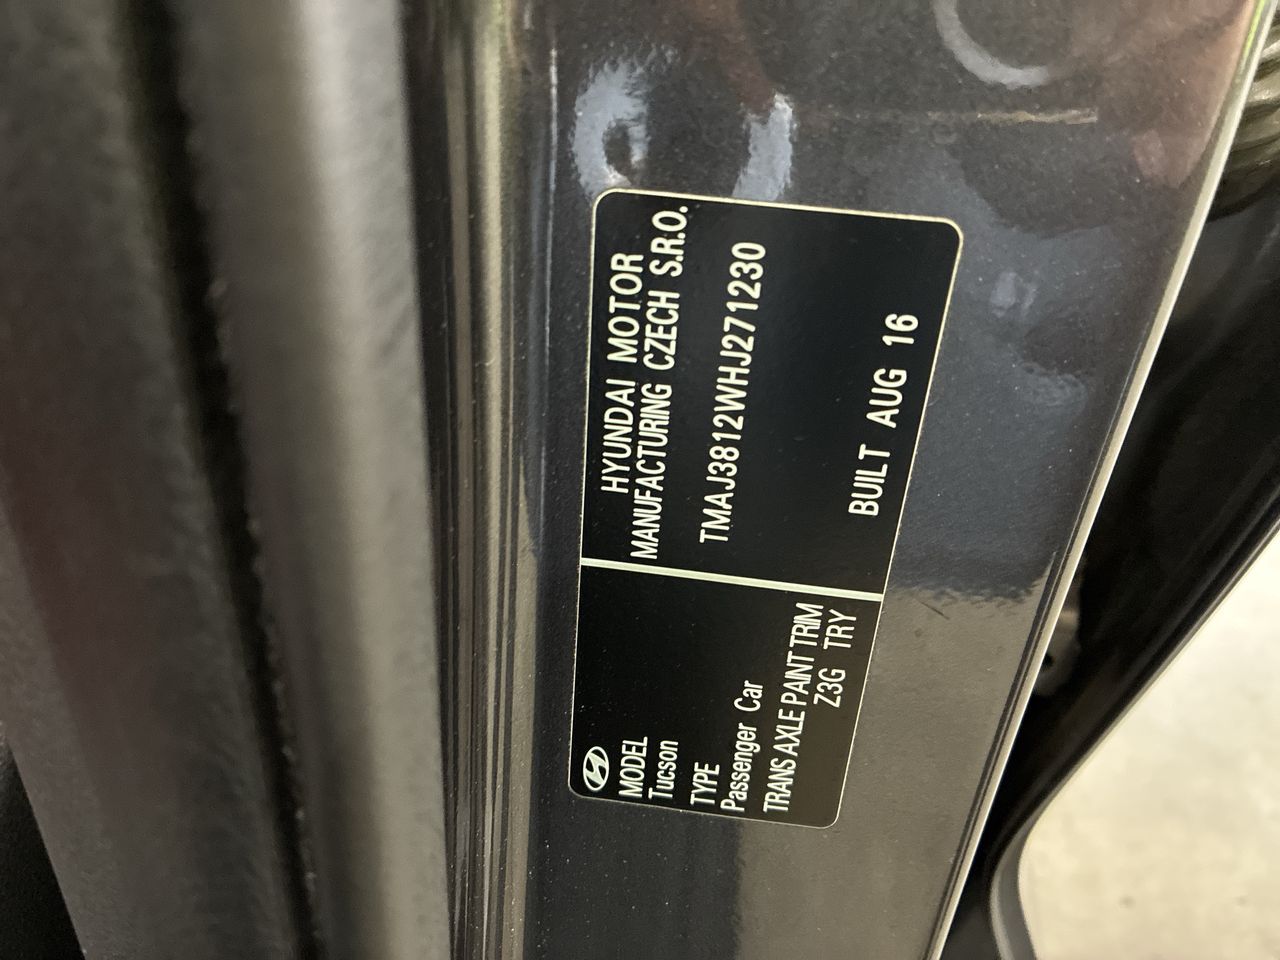 MODEL
Tucson
TYPE
Passenger Car
TRANS AXLE PAINT TRIM
Z3G TRY
HYUNDAI MOTOR
MANUFACTURING CZECH S.R.O.
TMAJ3812WHJ271230
BUILT AUG 16